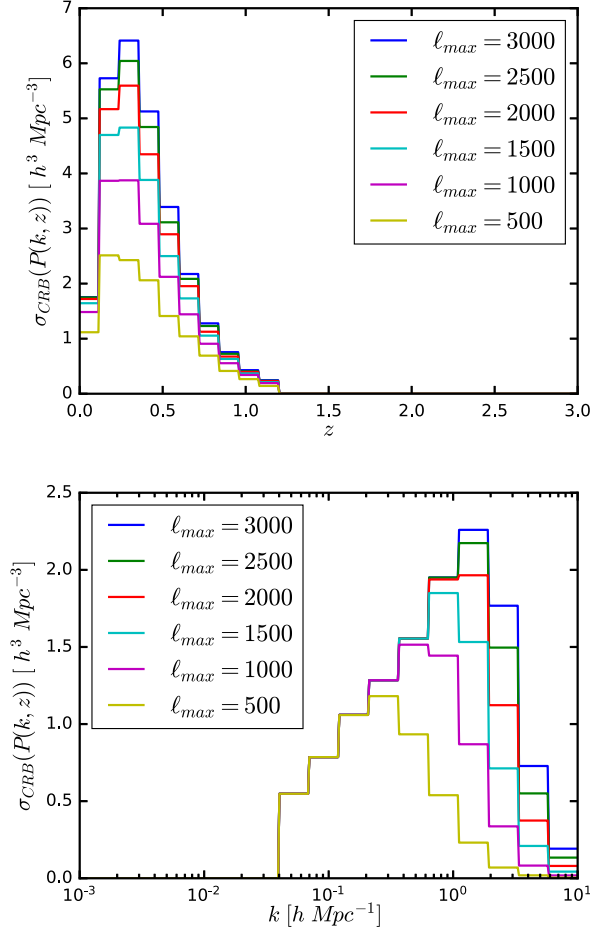 σ_CRB(P(k,z)) [ h³ Mpc⁻³]
7
6
5
4
3
2
1
0
ℓ_max = 3000
ℓ_max = 2500
ℓ_max = 2000
ℓ_max = 1500
ℓ_max = 1000
ℓ_max = 500
0.0 0.5 1.0 1.5 2.0 2.5 3.0
z
σ_CRB(P(k,z)) [ h³ Mpc⁻³]
2.5
2.0
1.5
1.0
0.5
0.0
ℓ_max = 3000
ℓ_max = 2500
ℓ_max = 2000
ℓ_max = 1500
ℓ_max = 1000
ℓ_max = 500
10⁻³ 10⁻² 10⁻¹ 10⁰ 10¹
k [h Mpc⁻¹]